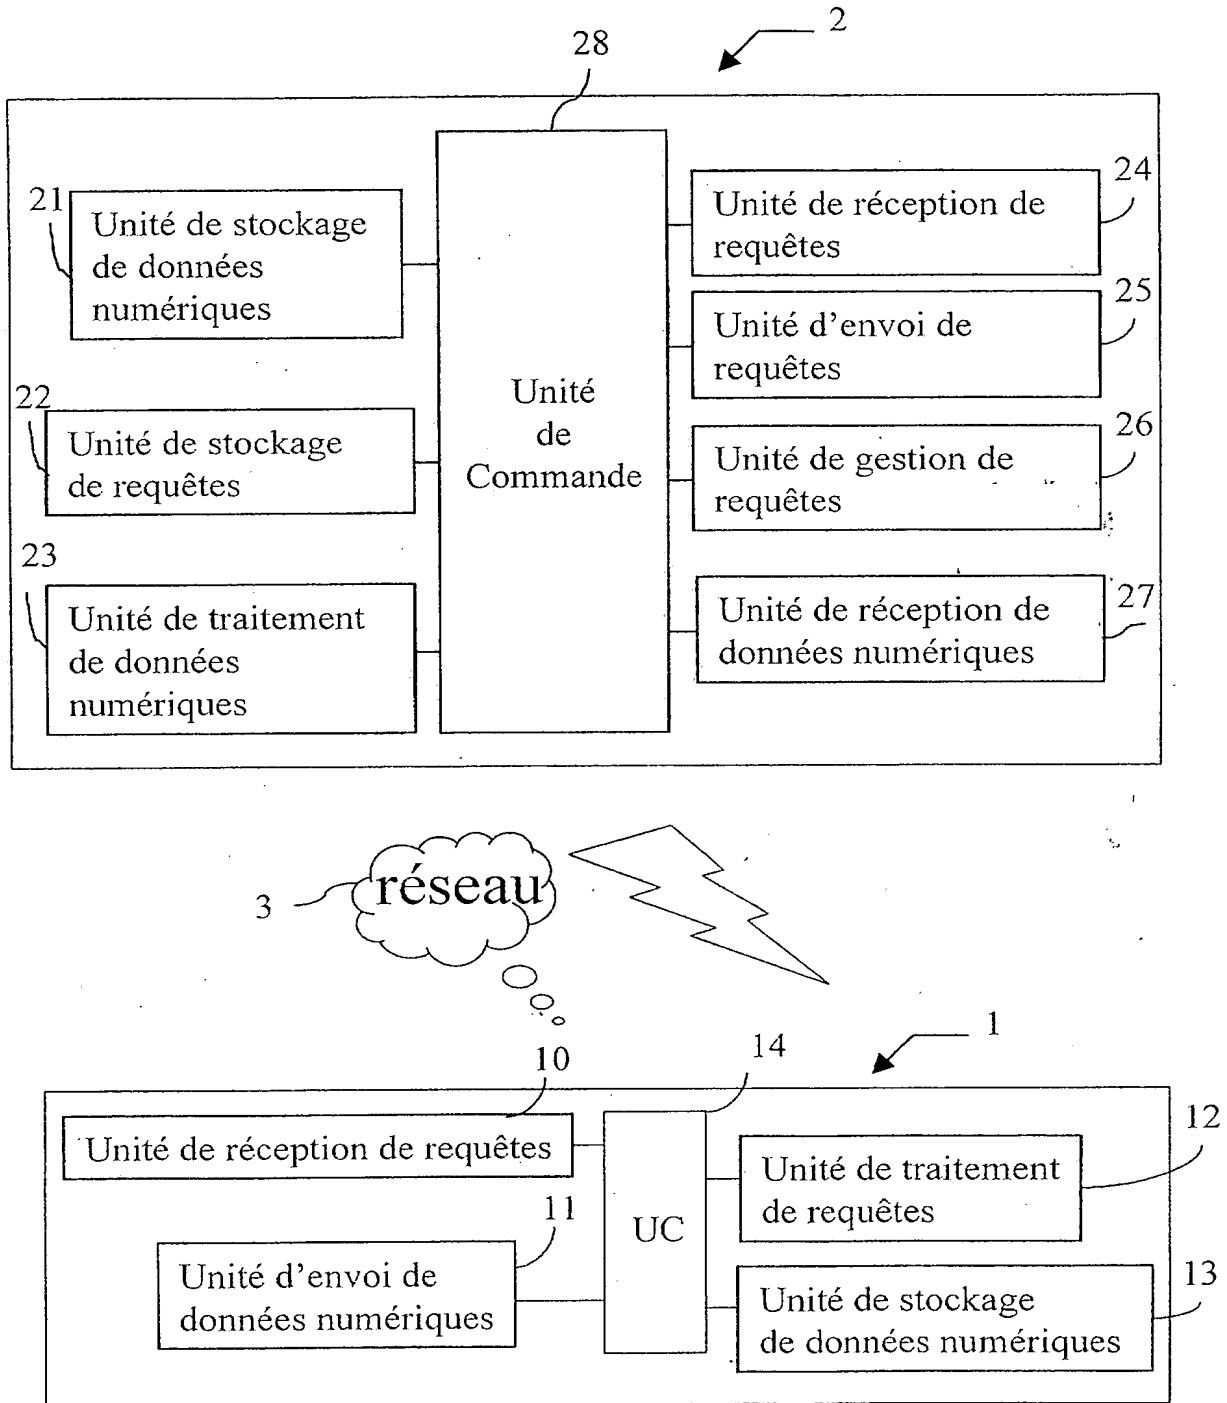 2
28
21
Unité de stockage
de données
numériques
22
Unité de stockage
de requêtes
23
Unité de traitement
de données
numériques
Unité
de
Commande
24
Unité de réception de
requêtes
25
Unité d'envoi de
requêtes
26
Unité de gestion de
requêtes
27
Unité de réception de
données numériques
3
réseau
1
10
Unité de réception de requêtes
11
Unité d'envoi de
données numériques
14
UC
12
Unité de traitement
de requêtes
13
Unité de stockage
de données numériques